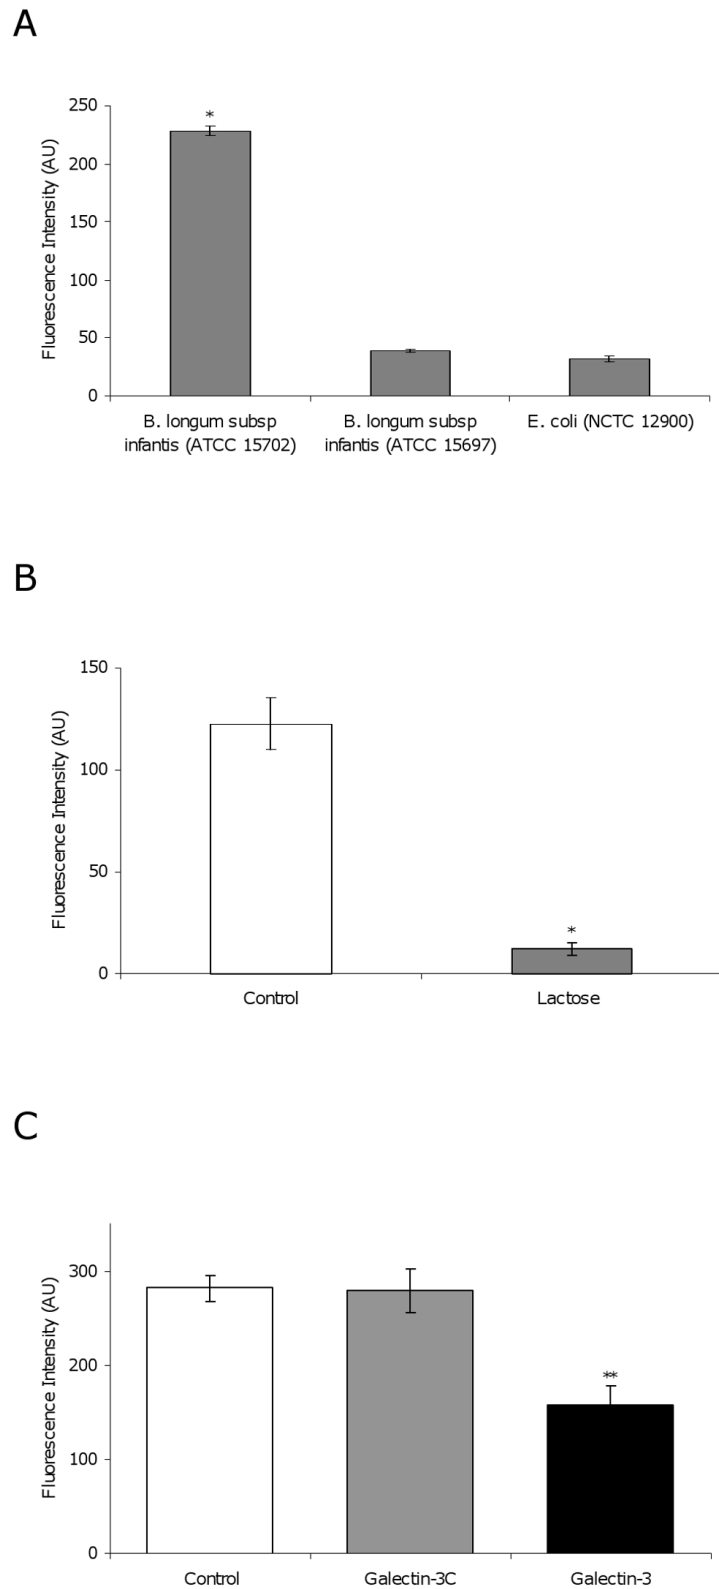 A
Fluorescence Intensity (AU)
250
200
150
100
50
0
*
B. longum subsp
infantis (ATCC 15702)
B. longum subsp
infantis (ATCC 15697)
E. coli (NCTC 12900)
B
Fluorescence Intensity (AU)
150
100
50
0
*
Control
Lactose
C
Fluorescence Intensity (AU)
300
200
100
0
**
Control
Galectin-3C
Galectin-3